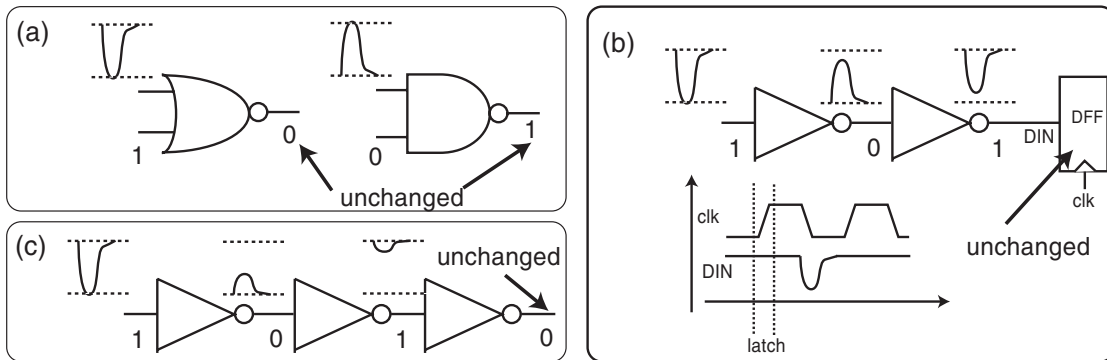 (a)
0
1
1
0
unchanged
(b)
DFF
1
0
1
DIN
clk
unchanged
clk
DIN
latch
(c)
unchanged
1
0
1
0